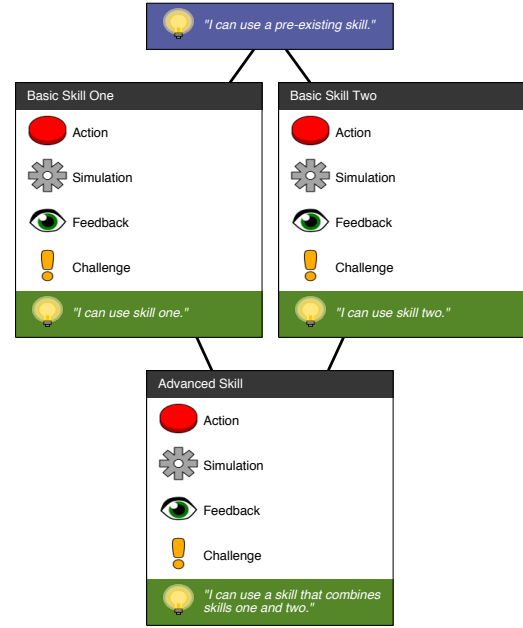 "I can use a pre-existing skill."
Basic Skill One
Action
Simulation
Feedback
Challenge
"I can use skill one."
Basic Skill Two
Action
Simulation
Feedback
Challenge
"I can use skill two."
Advanced Skill
Action
Simulation
Feedback
Challenge
"I can use a skill that combines
skills one and two."